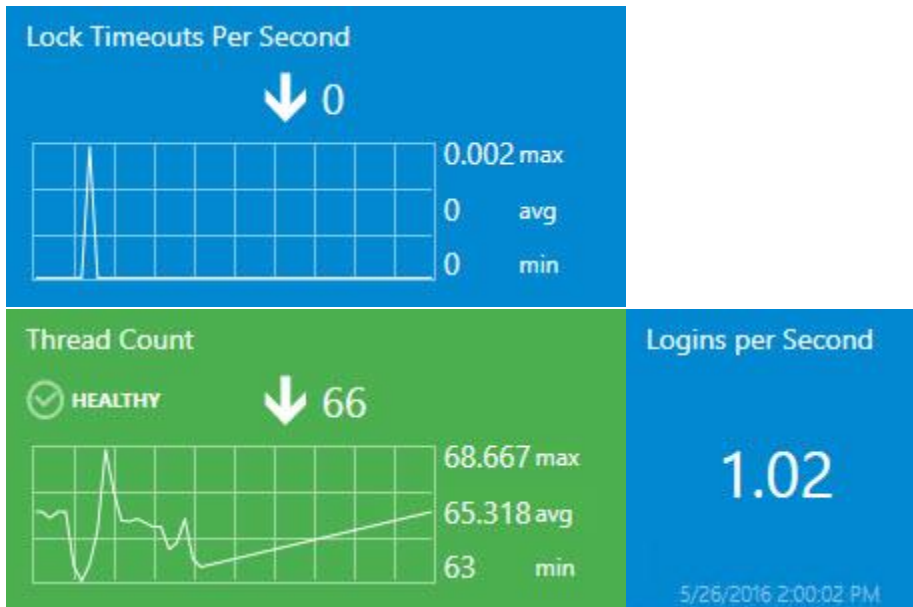 Lock Timeouts Per Second
0
0.002 max
0 avg
0 min
Thread Count
HEALTHY 66
68.667 max
65.318 avg
63 min
Logins per Second
1.02
5/26/2016 2:00:02 PM